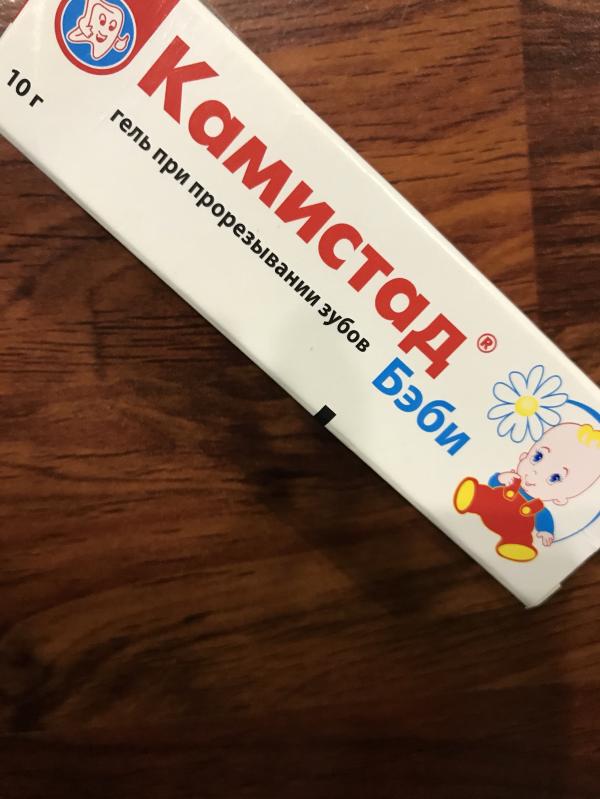 10 г
Камистад®
гель при прорезывании зубов
Бэби